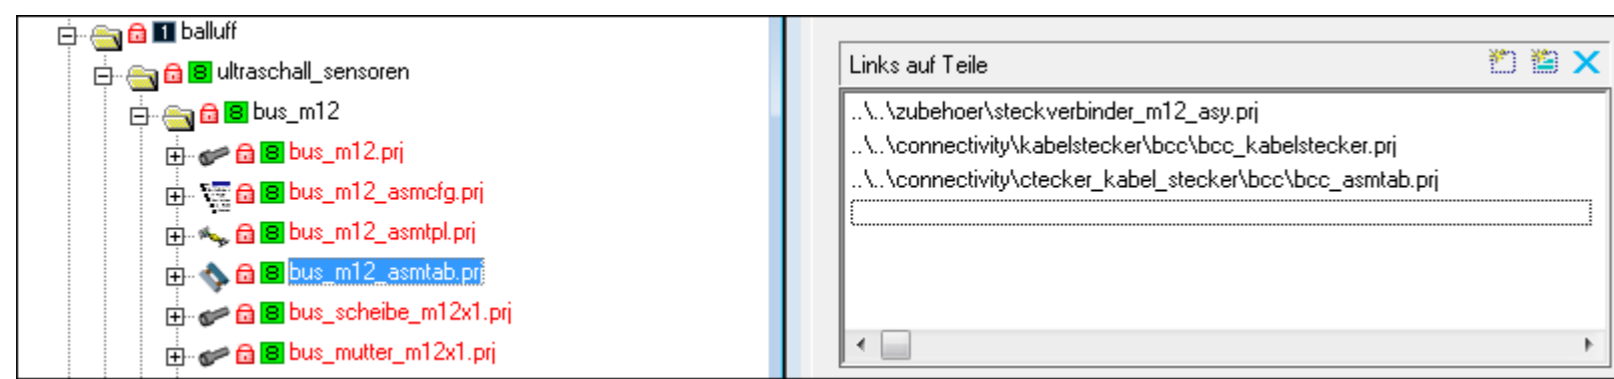 1 balluff
8 ultraschall_sensoren
8 bus_m12
8 bus_m12.prj
8 bus_m12_asmcfg.prj
8 bus_m12_asmtpl.prj
8 bus_m12_asmtab.prj
8 bus_scheibe_m12x1.prj
8 bus_mutter_m12x1.prj
Links auf Teile
..\..\zubehoer\steckverbinder_m12_asy.prj
..\..\connectivity\kabelstecker\bcc\bcc_kabelstecker.prj
..\..\connectivity\ctecker_kabel_stecker\bcc\bcc_asmtab.prj